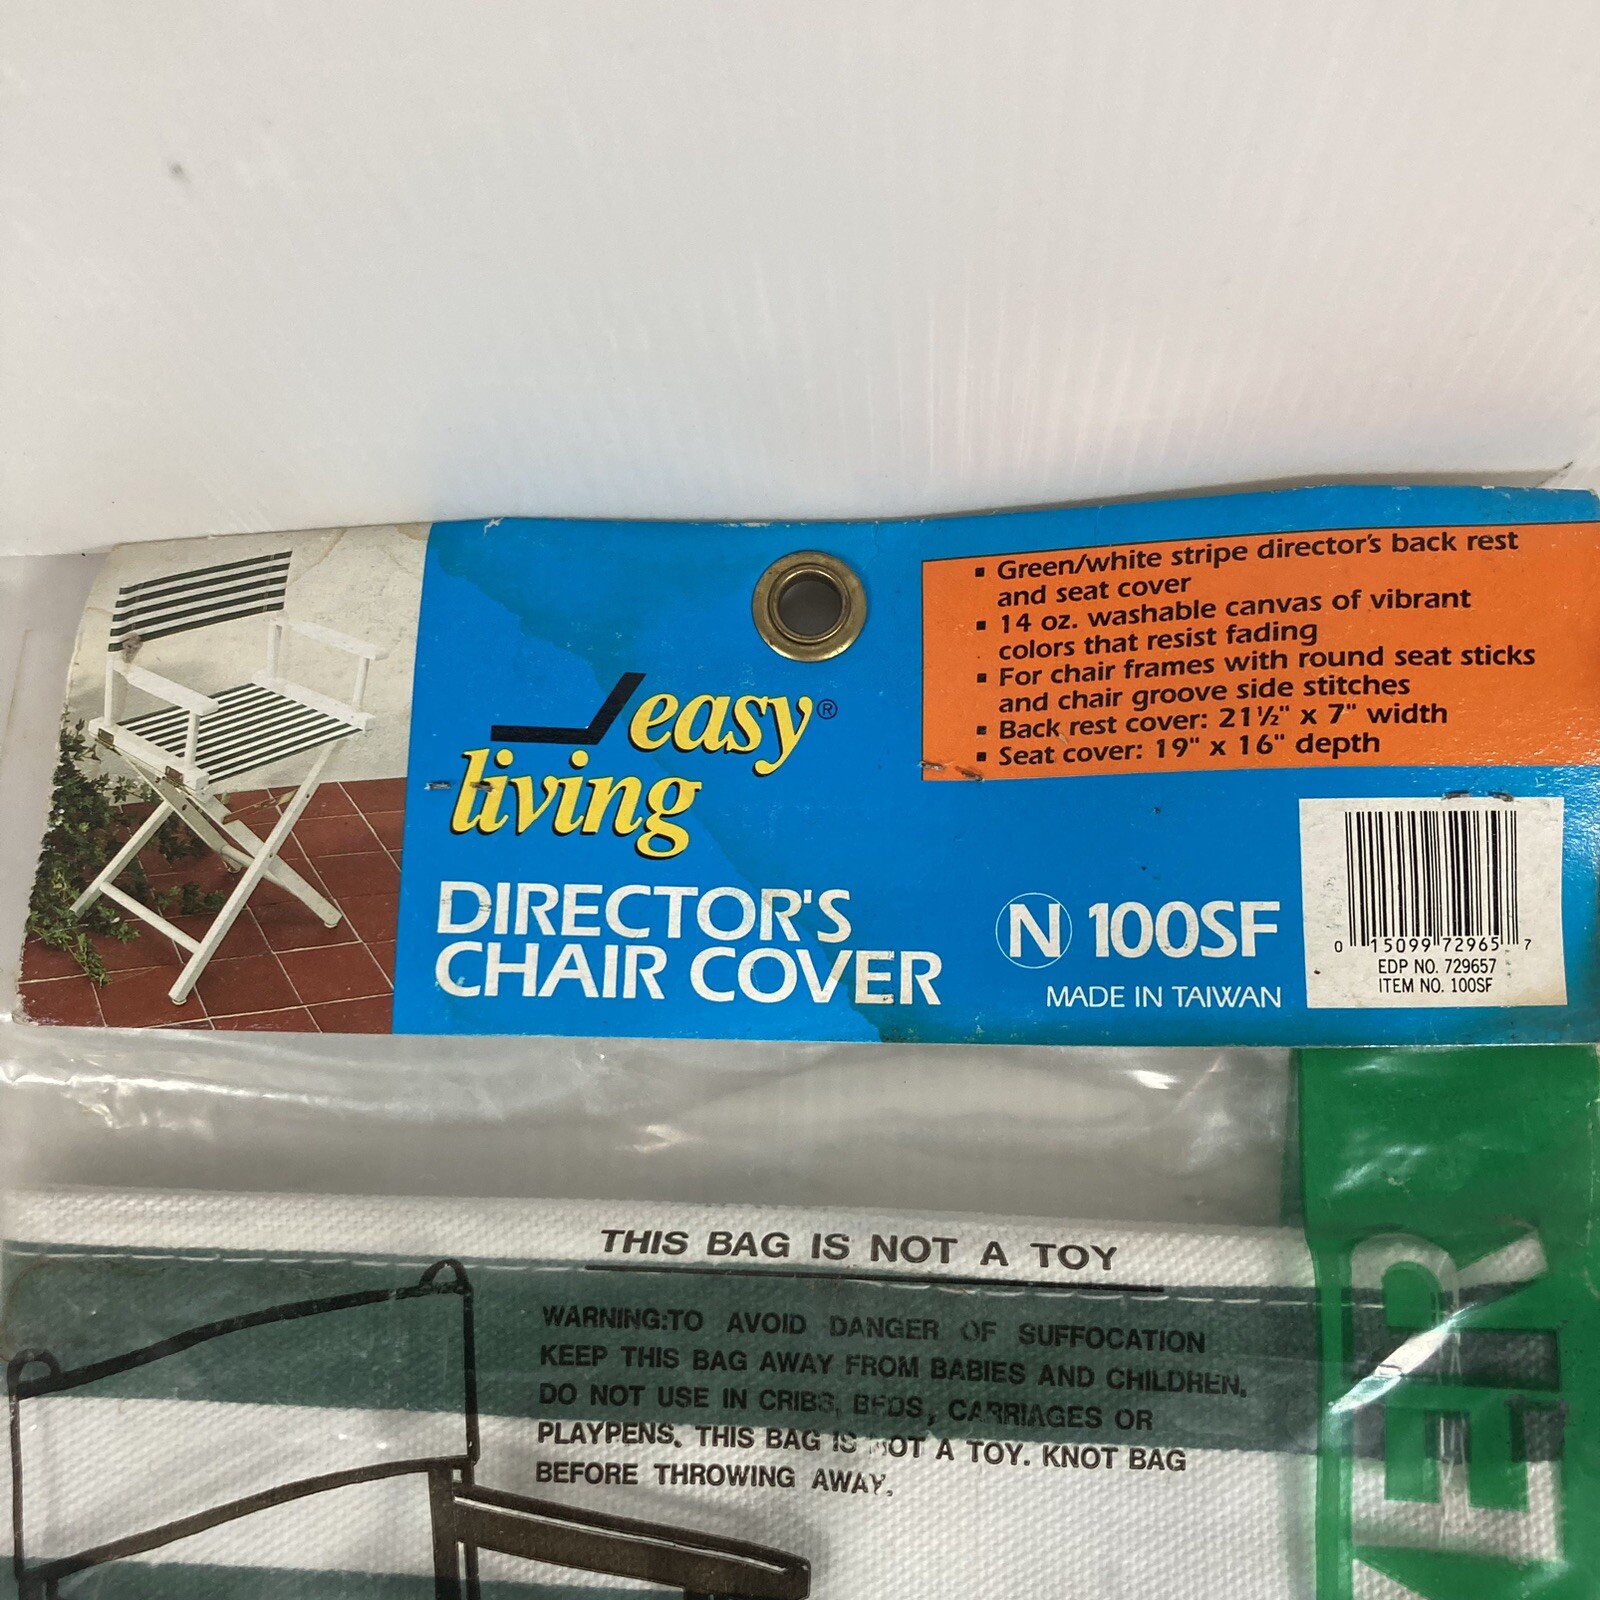 easy®
living
DIRECTOR'S
CHAIR COVER
▪ Green/white stripe director's back rest
and seat cover
▪ 14 oz. washable canvas of vibrant
colors that resist fading
▪ For chair frames with round seat sticks
and chair groove side stitches
▪ Back rest cover: 21½" x 7" width
▪ Seat cover: 19" x 16" depth
N 100SF
MADE IN TAIWAN
0 15099 72965 7
EDP NO. 729657
ITEM NO. 100SF
THIS BAG IS NOT A TOY
WARNING:TO AVOID DANGER OF SUFFOCATION
KEEP THIS BAG AWAY FROM BABIES AND CHILDREN.
DO NOT USE IN CRIBS, BEDS, CARRIAGES OR
PLAYPENS. THIS BAG IS NOT A TOY. KNOT BAG
BEFORE THROWING AWAY.